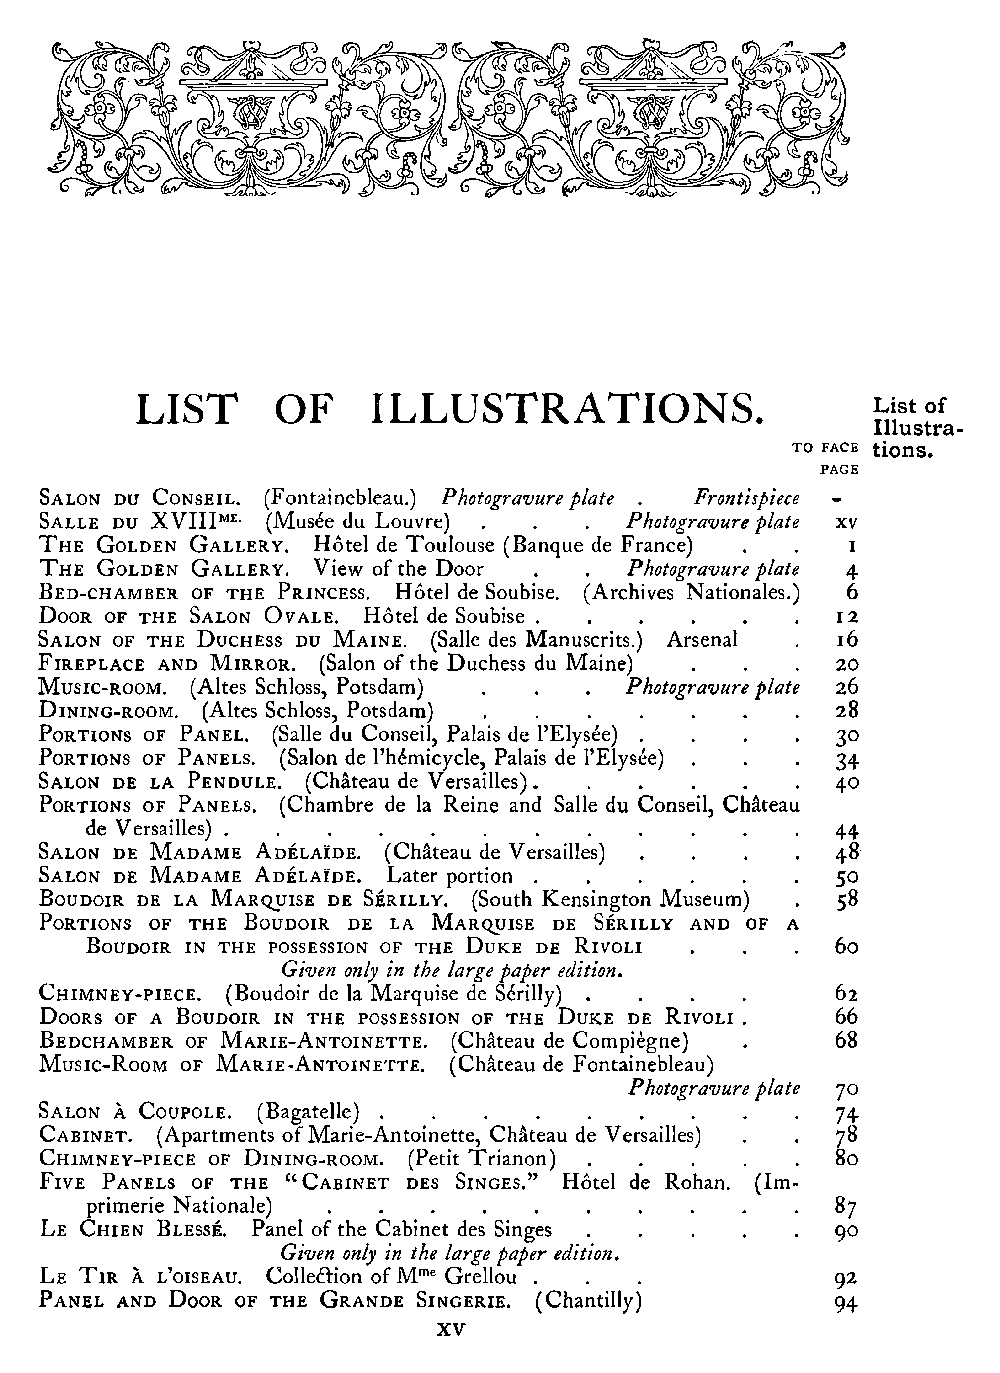 LIST OF ILLUSTRATIONS.
List of
Illustra-
tions.
TO FACE
PAGE
SALON DU CONSEIL. (Fontainebleau.) Photogravure plate . Frontispiece -
SALLE DU XVIIIME. (Musée du Louvre) . . . Photogravure plate xv
THE GOLDEN GALLERY. Hôtel de Toulouse (Banque de France) . . 1
THE GOLDEN GALLERY. View of the Door . . Photogravure plate 4
BED-CHAMBER OF THE PRINCESS. Hôtel de Soubise. (Archives Nationales.) 6
DOOR OF THE SALON OVALE. Hôtel de Soubise . . . . . . 12
SALON OF THE DUCHESS DU MAINE. (Salle des Manuscrits.) Arsenal . 16
FIREPLACE AND MIRROR. (Salon of the Duchess du Maine) . . . 20
MUSIC-ROOM. (Altes Schloss, Potsdam) . . . Photogravure plate 26
DINING-ROOM. (Altes Schloss, Potsdam) . . . . . . . 28
PORTIONS OF PANEL. (Salle du Conseil, Palais de l'Elysée) . . . . 30
PORTIONS OF PANELS. (Salon de l'hémicycle, Palais de l'Elysée) . . . 34
SALON DE LA PENDULE. (Château de Versailles) . . . . . . 40
PORTIONS OF PANELS. (Chambre de la Reine and Salle du Conseil, Château
de Versailles) . . . . . . . . . . . . 44
SALON DE MADAME ADÉLAÏDE. (Château de Versailles) . . . . 48
SALON DE MADAME ADÉLAÏDE. Later portion . . . . . . 50
BOUDOIR DE LA MARQUISE DE SÉRILLY. (South Kensington Museum) . 58
PORTIONS OF THE BOUDOIR DE LA MARQUISE DE SÉRILLY AND OF A
BOUDOIR IN THE POSSESSION OF THE DUKE DE RIVOLI . . . 60
Given only in the large paper edition.
CHIMNEY-PIECE. (Boudoir de la Marquise de Sérilly) . . . . 62
DOORS OF A BOUDOIR IN THE POSSESSION OF THE DUKE DE RIVOLI . 66
BEDCHAMBER OF MARIE-ANTOINETTE. (Château de Compiègne) . 68
MUSIC-ROOM OF MARIE-ANTOINETTE. (Château de Fontainebleau)
Photogravure plate 70
SALON À COUPOLE. (Bagatelle) . . . . . . . . . 74
CABINET. (Apartments of Marie-Antoinette, Château de Versailles) . . 78
CHIMNEY-PIECE OF DINING-ROOM. (Petit Trianon) . . . . . 80
FIVE PANELS OF THE "CABINET DES SINGES." Hôtel de Rohan. (Im-
primerie Nationale) . . . . . . . . . . 87
LE CHIEN BLESSÉ. Panel of the Cabinet des Singes . . . . . 90
Given only in the large paper edition.
LE TIR À L'OISEAU. Collection of Mme Grellou . . . 92
PANEL AND DOOR OF THE GRANDE SINGERIE. (Chantilly) 94
XV